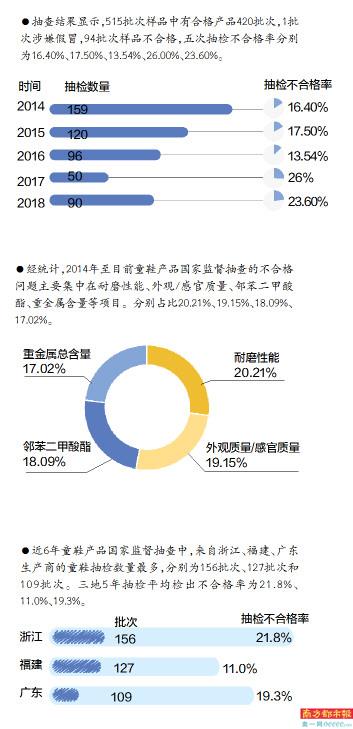 ●抽查结果显示,515批次样品中有合格产品420批次,1批
次涉嫌假冒,94批次样品不合格,五次抽检不合格率分别
为16.40%、17.50%、13.54%、26.00%、23.60%。
时间 抽检数量 抽检不合格率
2014 159 16.40%
2015 120 17.50%
2016 96 13.54%
2017 50 26%
2018 90 23.60%
●经统计,2014年至目前童鞋产品国家监督抽查的不合格
问题主要集中在耐磨性能、外观/感官质量、邻苯二甲酸
酯、重金属含量等项目。分别占比20.21%、19.15%、18.09%、
17.02%。
重金属总含量
17.02%
耐磨性能
20.21%
邻苯二甲酸酯
18.09%
外观质量/感官质量
19.15%
●近6年童鞋产品国家监督抽查中,来自浙江、福建、广东
生产商的童鞋抽检数量最多,分别为156批次、127批次和
109批次。三地5年抽检平均检出不合格率为21.8%、
11.0%、19.3%。
批次 抽检不合格率
浙江 156 21.8%
福建 127 11.0%
广东 109 19.3%
南方都市报